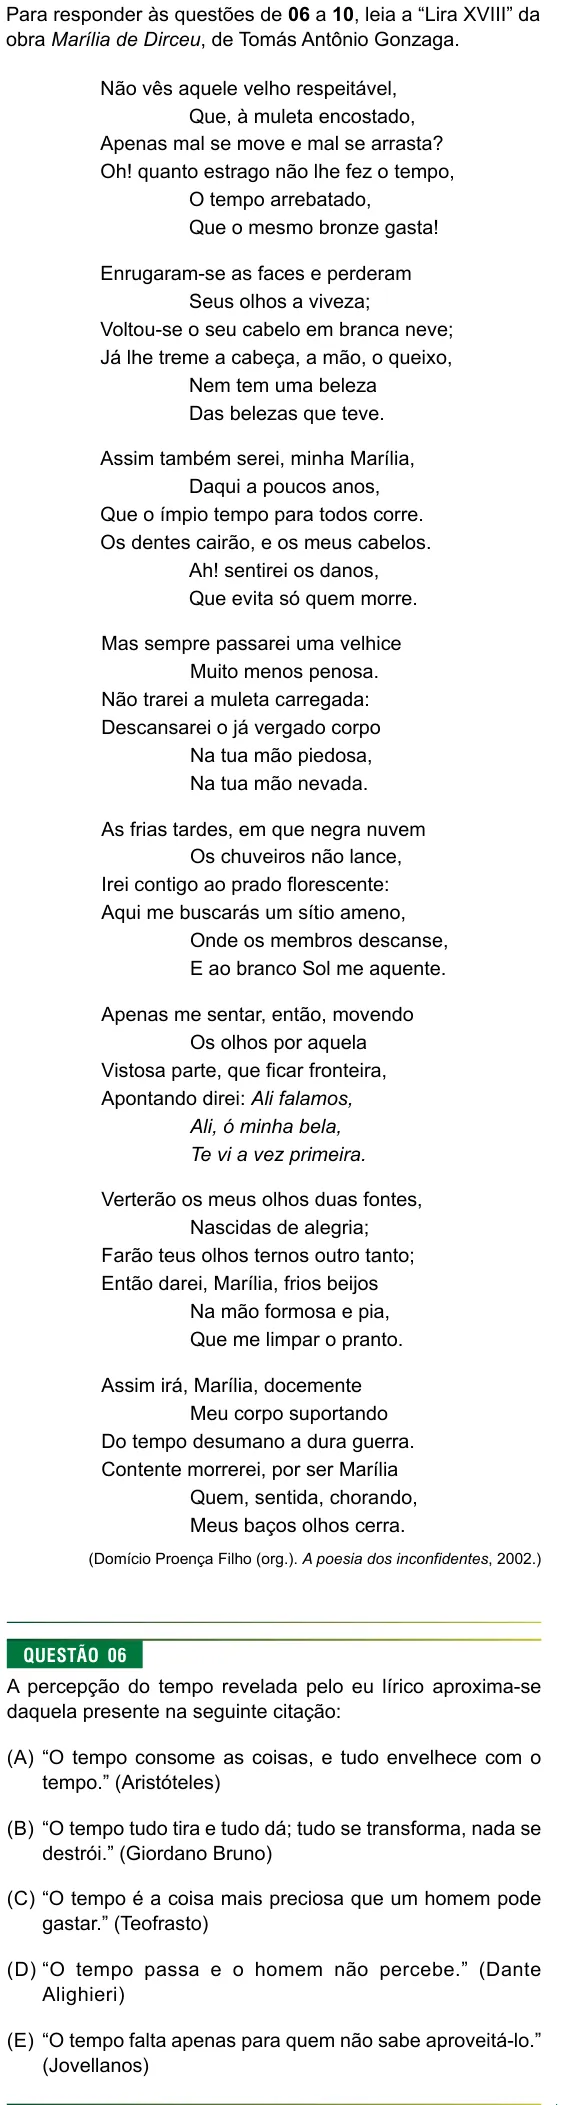 Para responder às questões de 06 a 10, leia a “Lira XVIII” da
obra Marília de Dirceu, de Tomás Antônio Gonzaga.
Não vês aquele velho respeitável,
Que, à muleta encostado,
Apenas mal se move e mal se arrasta?
Oh! quanto estrago não lhe fez o tempo,
O tempo arrebatado,
Que o mesmo bronze gasta!
Enrugaram-se as faces e perderam
Seus olhos a viveza;
Voltou-se o seu cabelo em branca neve;
Já lhe treme a cabeça, a mão, o queixo,
Nem tem uma beleza
Das belezas que teve.
Assim também serei, minha Marília,
Daqui a poucos anos,
Que o ímpio tempo para todos corre.
Os dentes cairão, e os meus cabelos.
Ah! sentirei os danos,
Que evita só quem morre.
Mas sempre passarei uma velhice
Muito menos penosa.
Não trarei a muleta carregada:
Descansarei o já vergado corpo
Na tua mão piedosa,
Na tua mão nevada.
As frias tardes, em que negra nuvem
Os chuveiros não lance,
Irei contigo ao prado florescente:
Aqui me buscarás um sítio ameno,
Onde os membros descanse,
E ao branco Sol me aquente.
Apenas me sentar, então, movendo
Os olhos por aquela
Vistosa parte, que ficar fronteira,
Apontando direi: Ali falamos,
Ali, ó minha bela,
Te vi a vez primeira.
Verterão os meus olhos duas fontes,
Nascidas de alegria;
Farão teus olhos ternos outro tanto;
Então darei, Marília, frios beijos
Na mão formosa e pia,
Que me limpar o pranto.
Assim irá, Marília, docemente
Meu corpo suportando
Do tempo desumano a dura guerra.
Contente morrerei, por ser Marília
Quem, sentida, chorando,
Meus baços olhos cerra.
(Domício Proença Filho (org.). A poesia dos inconfidentes, 2002.)
QUESTÃO 06
A percepção do tempo revelada pelo eu lírico aproxima-se
daquela presente na seguinte citação:
(A) “O tempo consome as coisas, e tudo envelhece com o
tempo.” (Aristóteles)
(B) “O tempo tudo tira e tudo dá; tudo se transforma, nada se
destrói.” (Giordano Bruno)
(C) “O tempo é a coisa mais preciosa que um homem pode
gastar.” (Teofrasto)
(D) “O tempo passa e o homem não percebe.” (Dante
Alighieri)
(E) “O tempo falta apenas para quem não sabe aproveitá-lo.”
(Jovellanos)